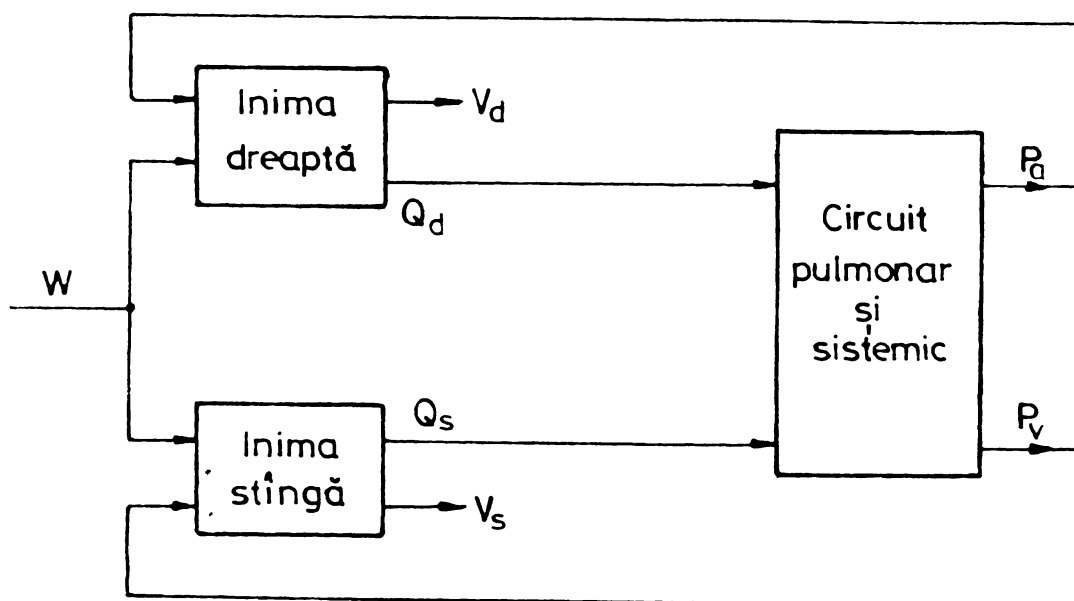 Inima
dreaptă
V_d
Q_d
W
Circuit
pulmonar
și
sistemic
P_a
P_v
Inima
stîngă
Q_s
V_s